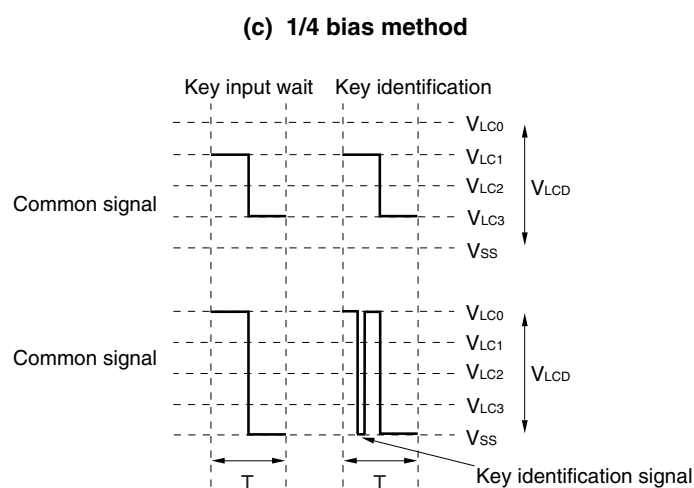 (c) 1/4 bias method
Key input wait Key identification
VLC0
VLC1
VLC2
VLC3
VSS
Common signal
VLCD
VLC0
VLC1
VLC2
VLC3
VSS
Common signal
VLCD
T T
Key identification signal